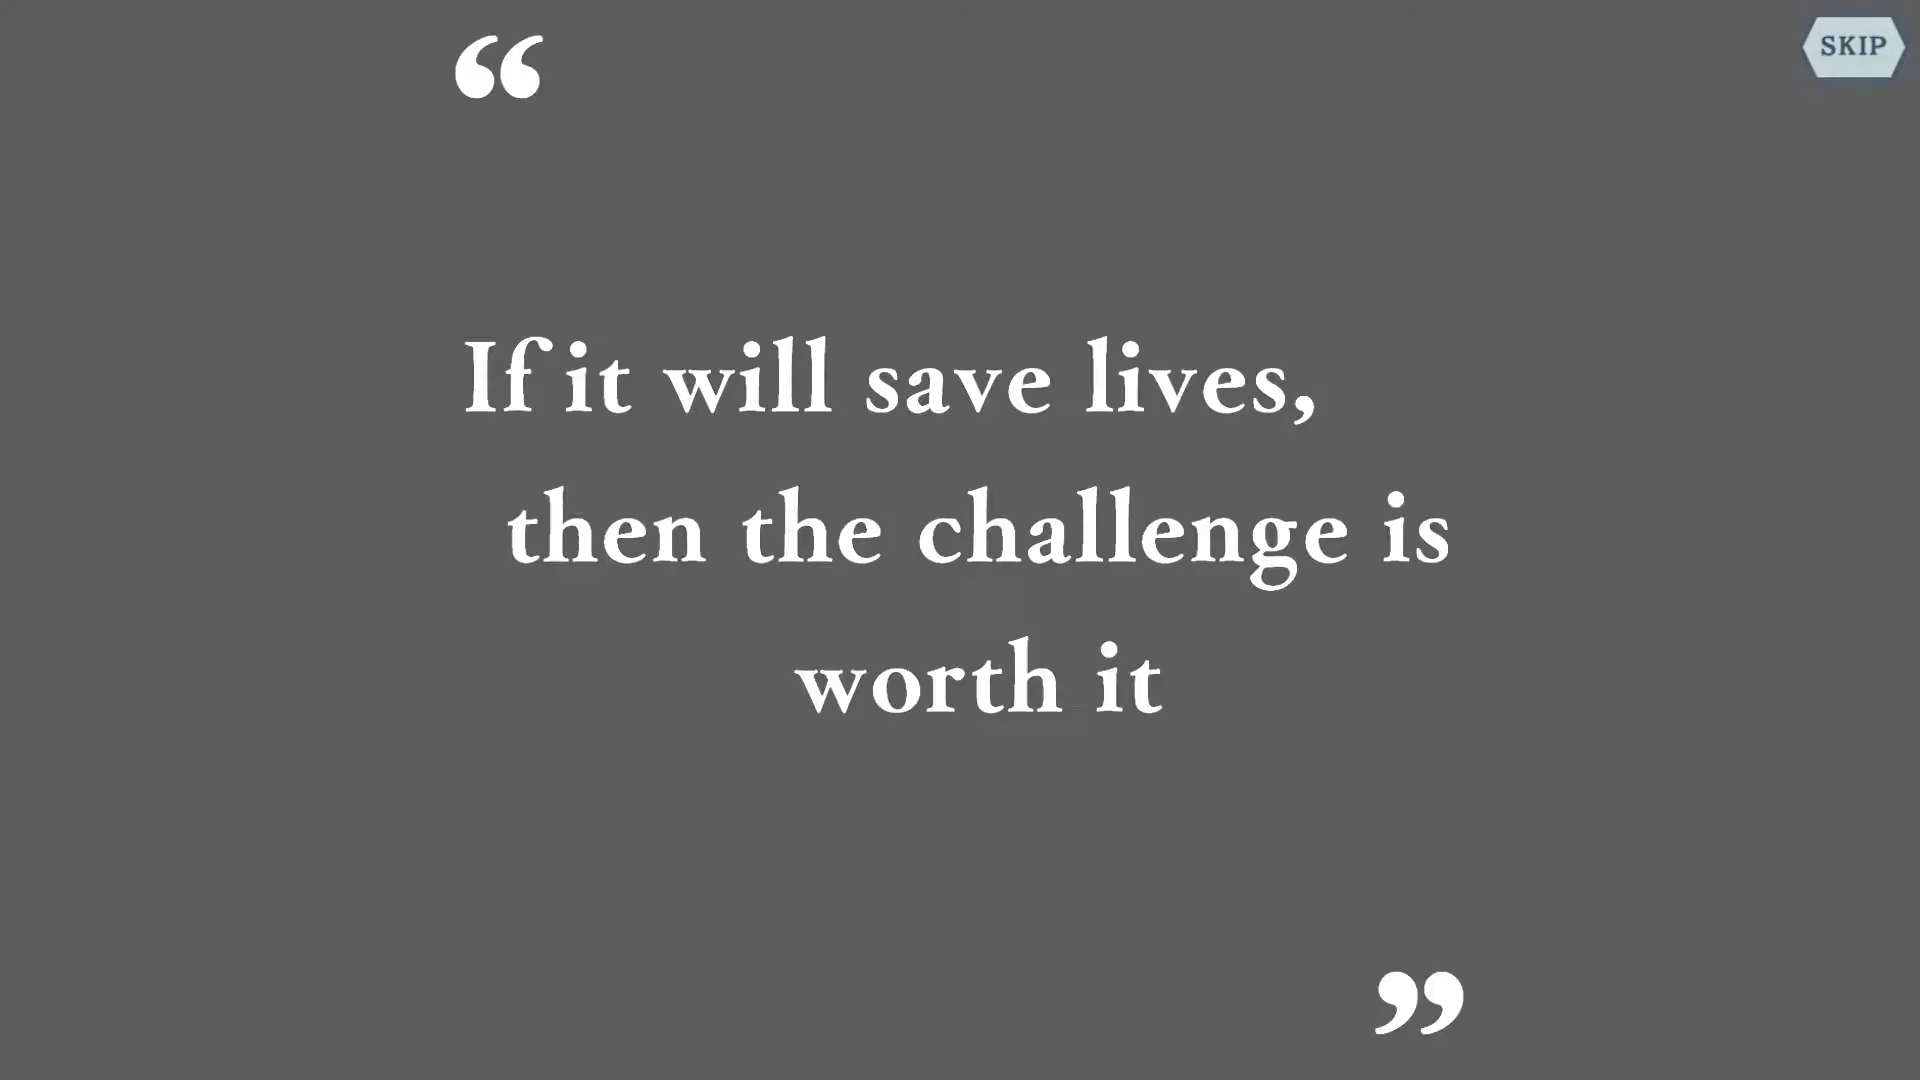 “
SKIP
If it will save lives,
then the challenge is
worth it
”